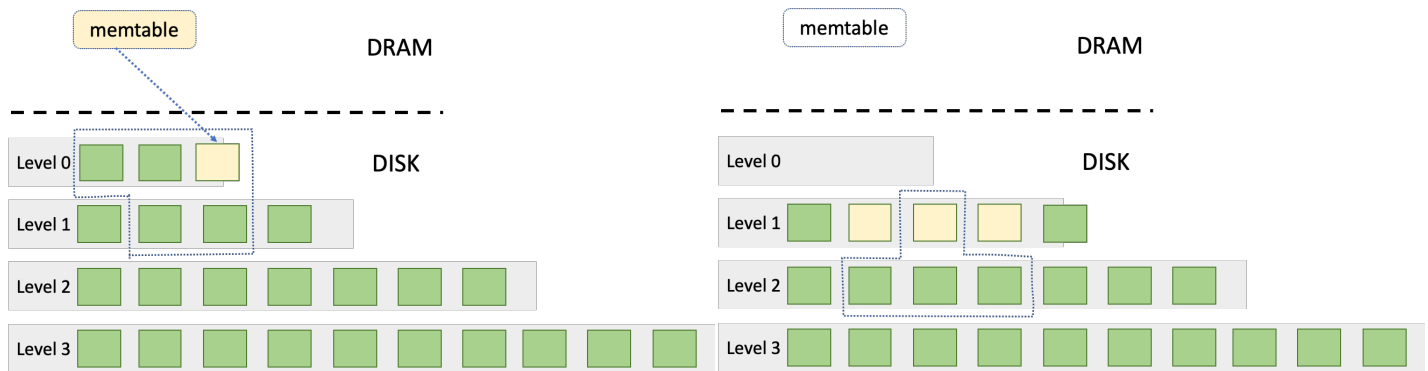 memtable
DRAM
Level 0
DISK
Level 1
Level 2
Level 3
memtable
DRAM
Level 0
DISK
Level 1
Level 2
Level 3